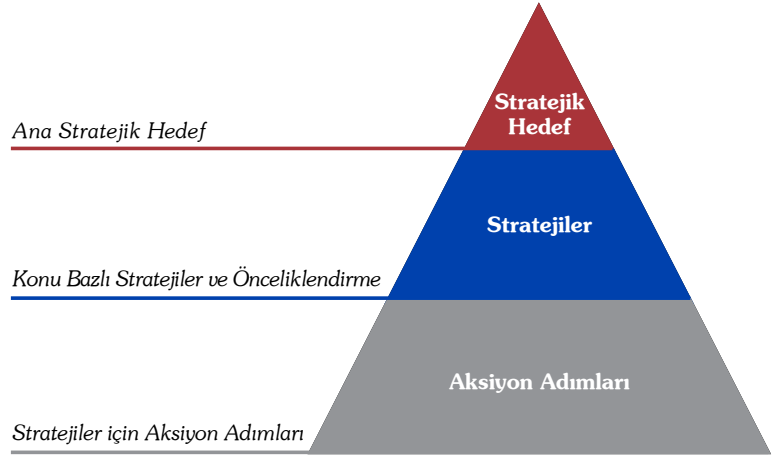 Stratejik
Hedef
Ana Stratejik Hedef
Stratejiler
Konu Bazlı Stratejiler ve Önceliklendirme
Aksiyon Adımları
Stratejiler için Aksiyon Adımları